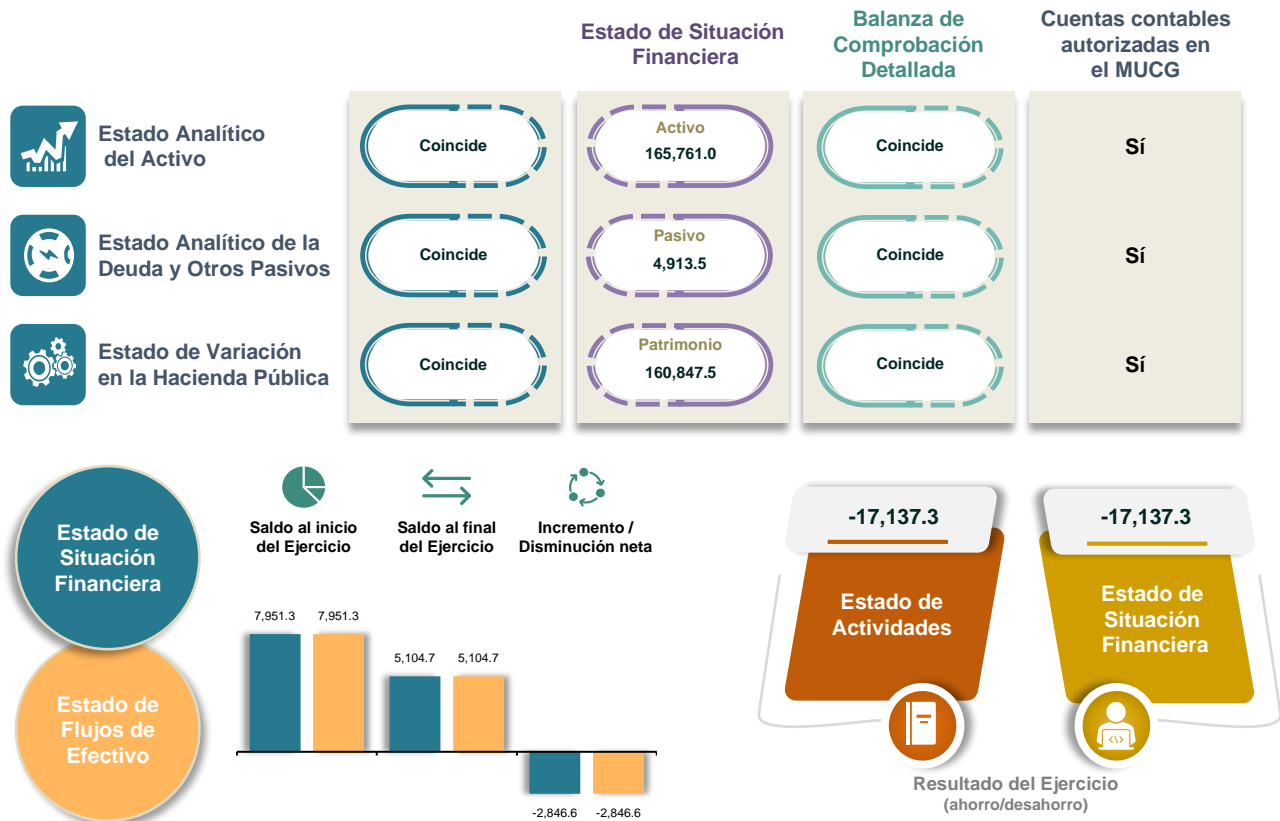 Estado de Situación
Financiera
Balanza de
Comprobación
Detallada
Cuentas contables
autorizadas en
el MUCG
Estado Analítico
del Activo
Coincide
Activo
165,761.0
Coincide
Sí
Estado Analítico de la
Deuda y Otros Pasivos
Coincide
Pasivo
4,913.5
Coincide
Sí
Estado de Variación
en la Hacienda Pública
Coincide
Patrimonio
160,847.5
Coincide
Sí
Estado de
Situación
Financiera
Estado de
Flujos de
Efectivo
Saldo al inicio
del Ejercicio
Saldo al final
del Ejercicio
Incremento /
Disminución neta
7,951.3 7,951.3
5,104.7 5,104.7
-2,846.6 -2,846.6
-17,137.3
Estado de
Actividades
-17,137.3
Estado de
Situación
Financiera
Resultado del Ejercicio
(ahorro/desahorro)